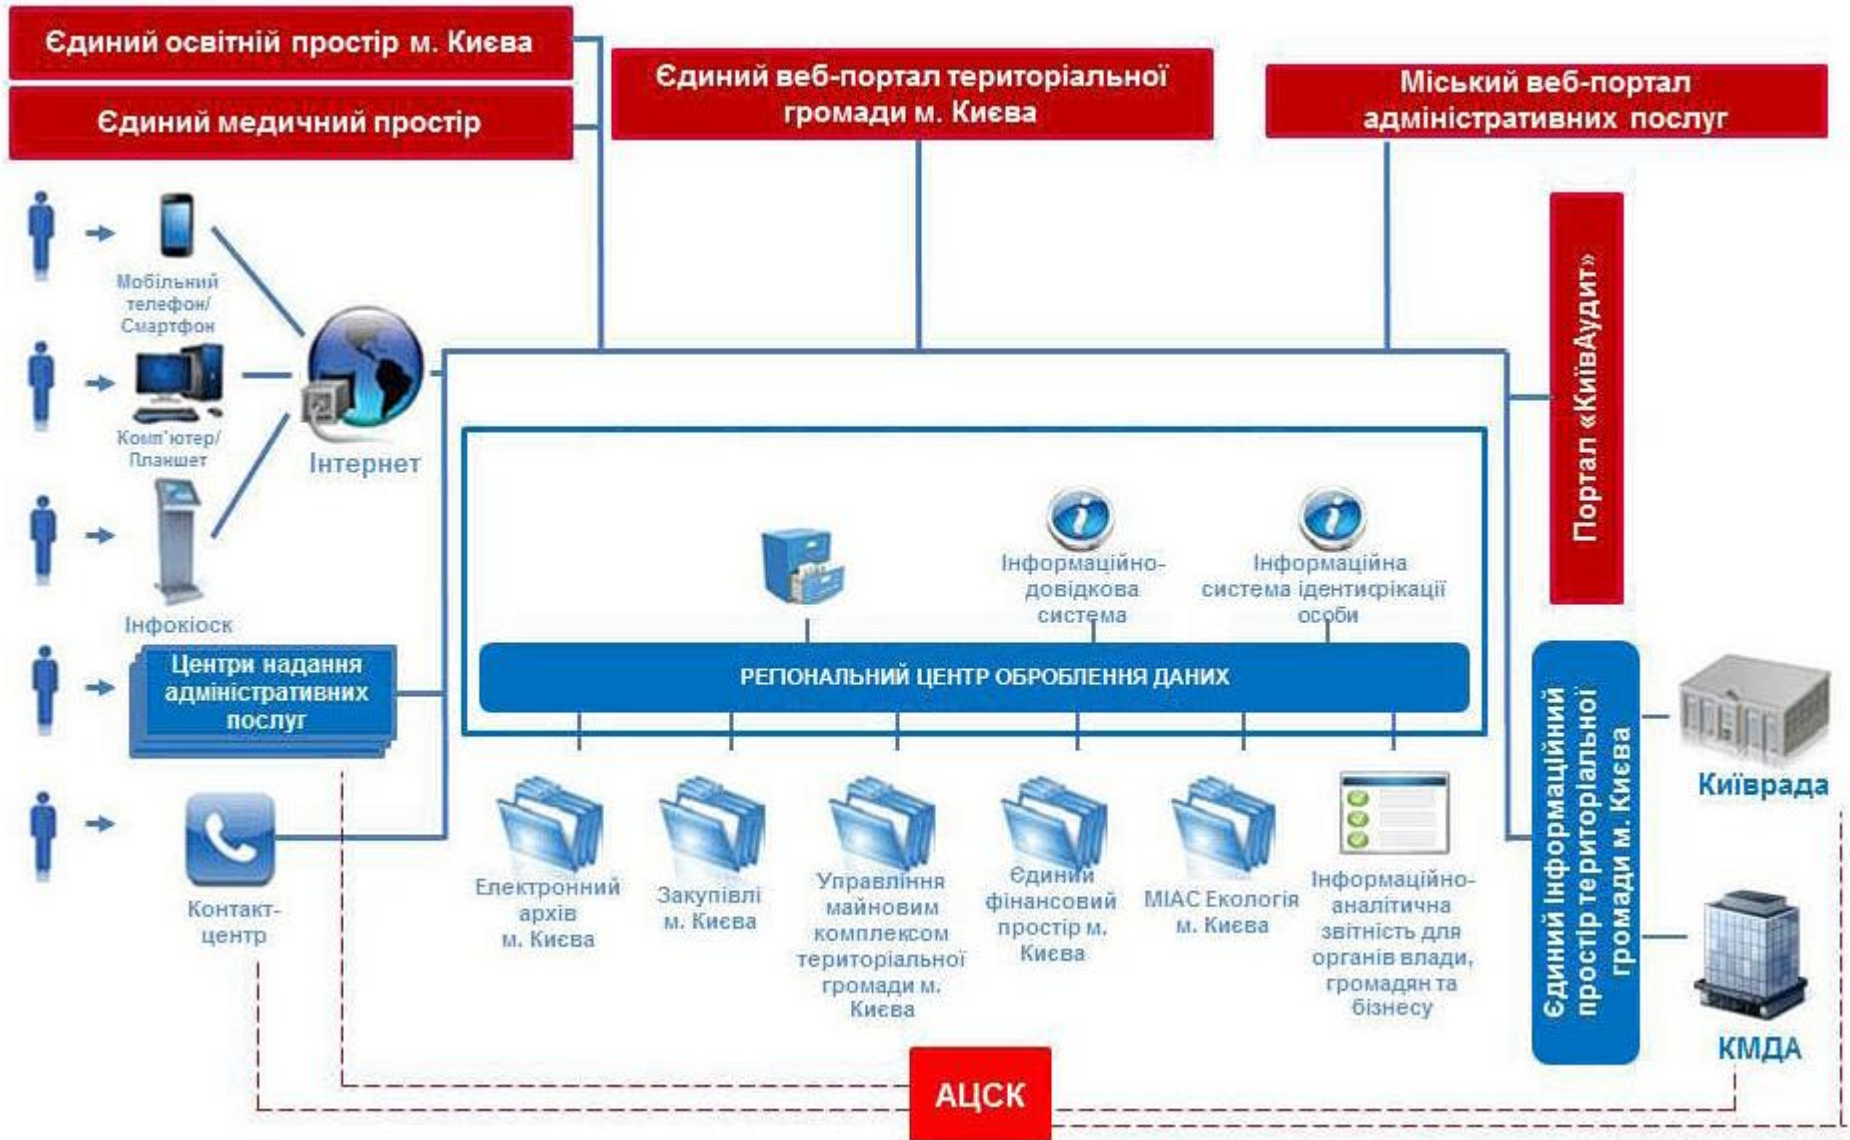 Єдиний освітній простір м. Києва
Єдиний медичний простір
Єдиний веб-портал територіальної
громади м. Києва
Міський веб-портал
адміністративних послуг
Мобільний
телефон/
Смартфон
Комп'ютер/
Планшет
Інтернет
Інфокіоск
Центри надання
адміністративних
послуг
Контакт-
центр
Інформаційно-
довідкова
система
Інформаційна
система ідентифікації
особи
РЕГІОНАЛЬНИЙ ЦЕНТР ОБРОБЛЕННЯ ДАНИХ
Електронний
архів
м. Києва
Закупівлі
м. Києва
Управління
майновим
комплексом
територіальної
громади м.
Києва
Єдиний
фінансовий
простір м.
Києва
МІАС Екологія
м. Києва
Інформаційно-
аналітична
звітність для
органів влади,
громадян та
бізнесу
Портал «КиївАудит»
Єдиний інформаційний
простір територіальної
громади м. Києва
Київрада
КМДА
АЦСК